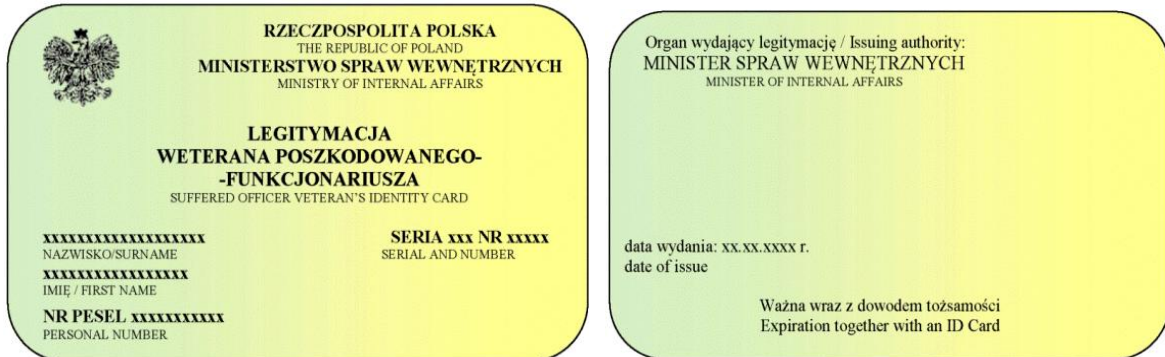 RZECZPOSPOLITA POLSKA
THE REPUBLIC OF POLAND
MINISTERSTWO SPRAW WEWNĘTRZNYCH
MINISTRY OF INTERNAL AFFAIRS
LEGITYMACJA
WETERANA POSZKODOWANEGO-
-FUNKCJONARIUSZA
SUFFERED OFFICER VETERAN'S IDENTITY CARD
xxxxxxxxxxxxxxxxxxx
NAZWISKO/SURNAME
SERIA xxx NR xxxxx
SERIAL AND NUMBER
xxxxxxxxxxxxxxxxx
IMIĘ / FIRST NAME
NR PESEL xxxxxxxxxxx
PERSONAL NUMBER
Organ wydający legitymację / Issuing authority:
MINISTER SPRAW WEWNĘTRZNYCH
MINISTER OF INTERNAL AFFAIRS
data wydania: xx.xx.xxxx r.
date of issue
Ważna wraz z dowodem tożsamości
Expiration together with an ID Card